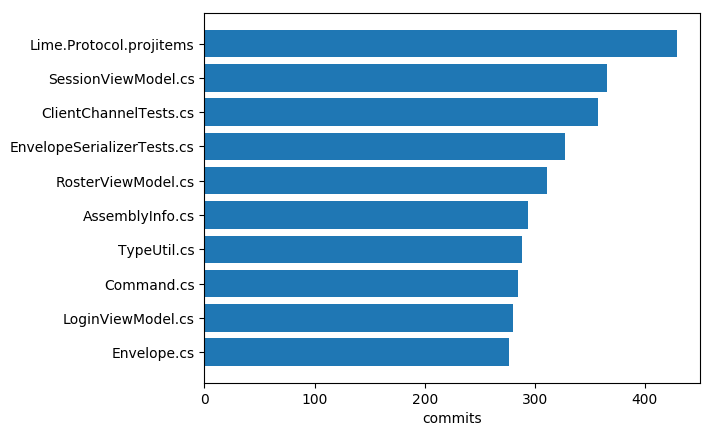 Lime.Protocol.projitems
SessionViewModel.cs
ClientChannelTests.cs
EnvelopeSerializerTests.cs
RosterViewModel.cs
AssemblyInfo.cs
TypeUtil.cs
Command.cs
LoginViewModel.cs
Envelope.cs
0 100 200 300 400
commits